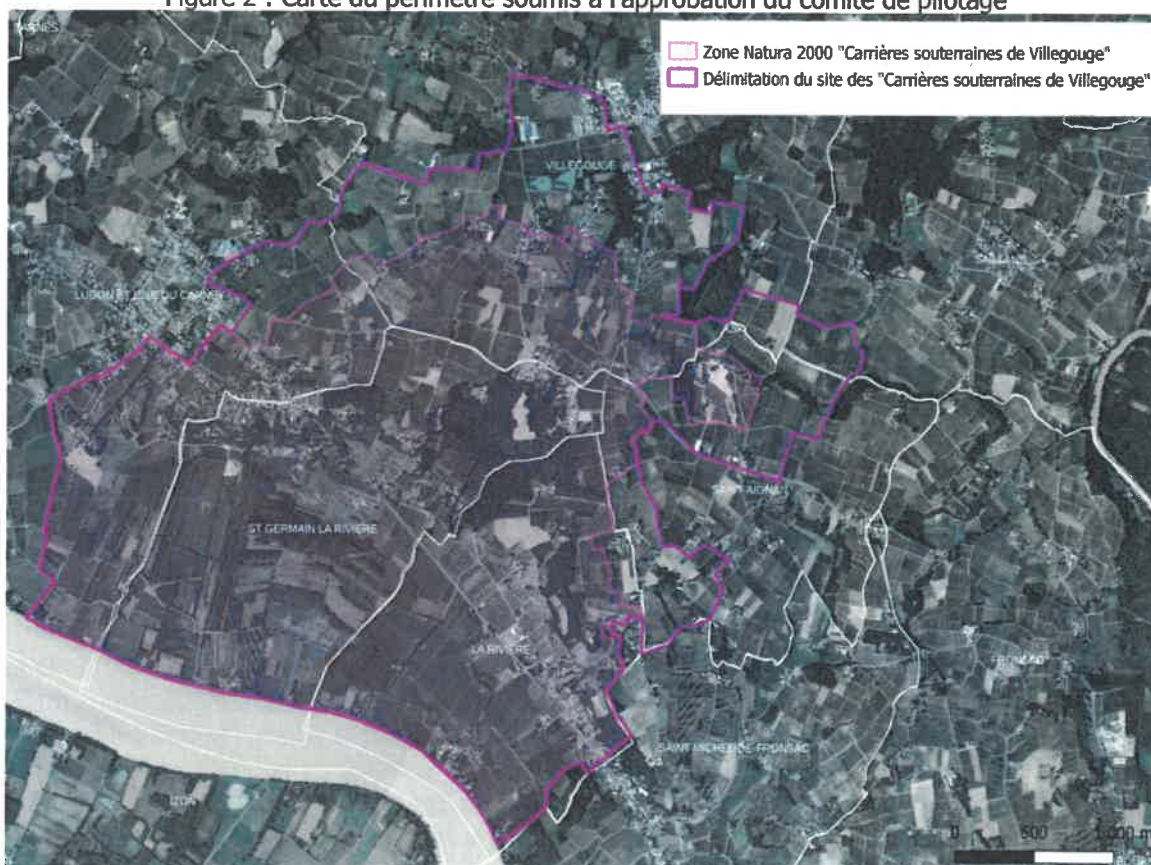 Figure 2 : Carte du périmètre soumis à l'approbation du comité de pilotage
Zone Natura 2000 "Carrières souterraines de Villegouge"
Délimitation du site des "Carrières souterraines de Villegouge"
VILLEGOUGE
ST GERMAIN LA RIVIERE
LA RIVIERE
FRONSAC
SAINT MICHEL DE FRONSAC
IZON
0 500 1 000 m